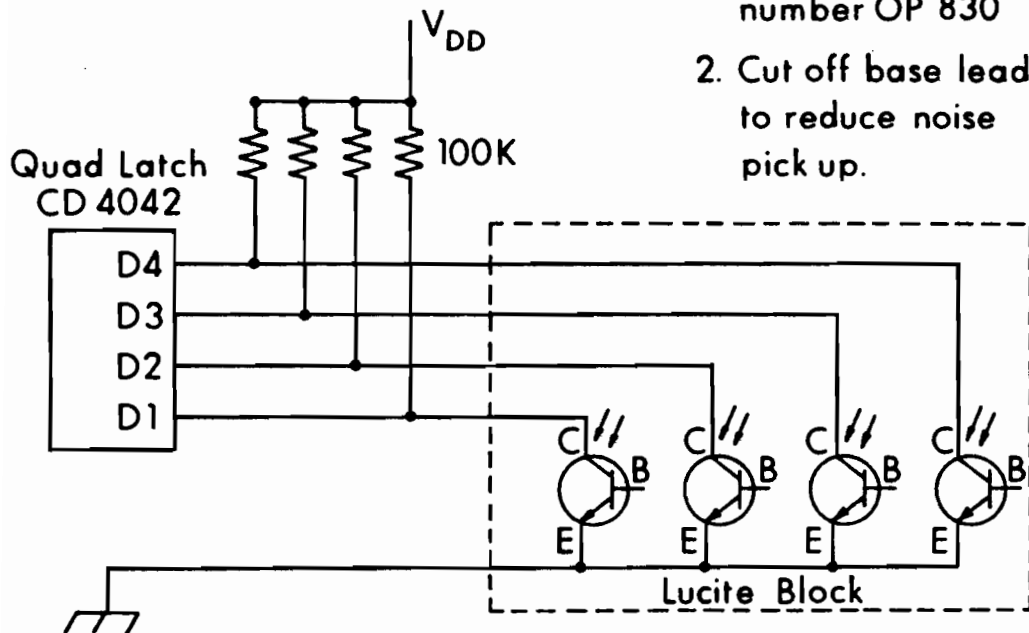 number OP 830
2. Cut off base lead
to reduce noise
pick up.
VDD
100K
Quad Latch
CD 4042
D4
D3
D2
D1
C B E
C B E
C B E
C B E
Lucite Block